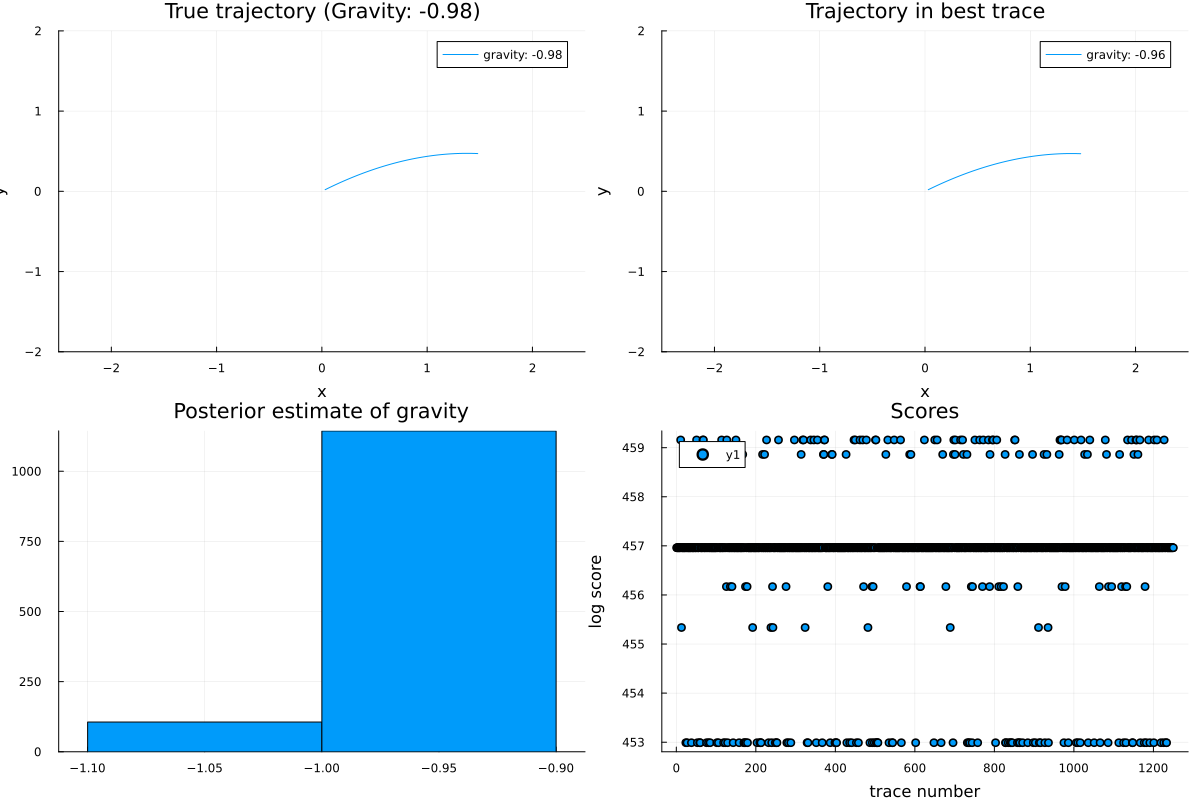 True trajectory (Gravity: -0.98)
2
1
0
−1
−2
y
gravity: -0.98
−2 −1 0 1 2
x
Trajectory in best trace
2
1
0
−1
−2
y
gravity: -0.96
−2 −1 0 1 2
x
Posterior estimate of gravity
1000
750
500
250
0
−1.10 −1.05 −1.00 −0.95 −0.90
Scores
459
458
457
456
455
454
453
log score
y1
0 200 400 600 800 1000 1200
trace number